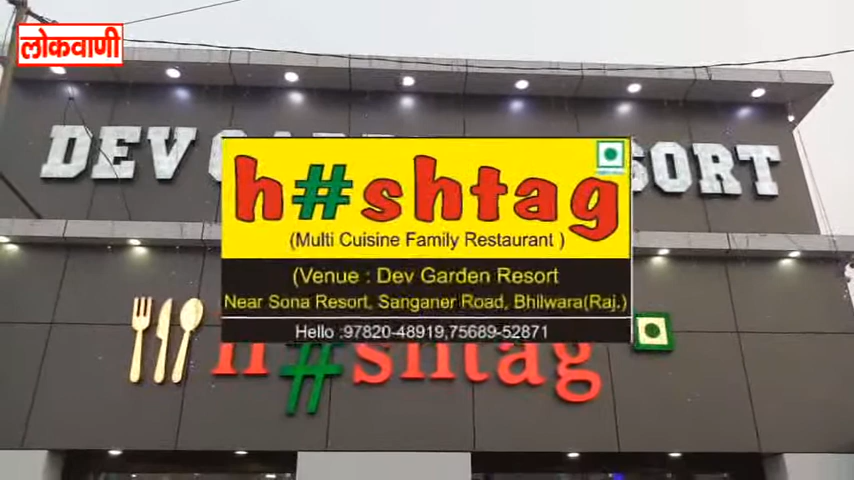 लोकवाणी
DEV GA
SORT
h#shtag
(Multi Cuisine Family Restaurant )
(Venue : Dev Garden Resort
Near Sona Resort, Sanganer Road, Bhilwara(Raj.)
Hello :97820-48919,75689-52871
h#shtag